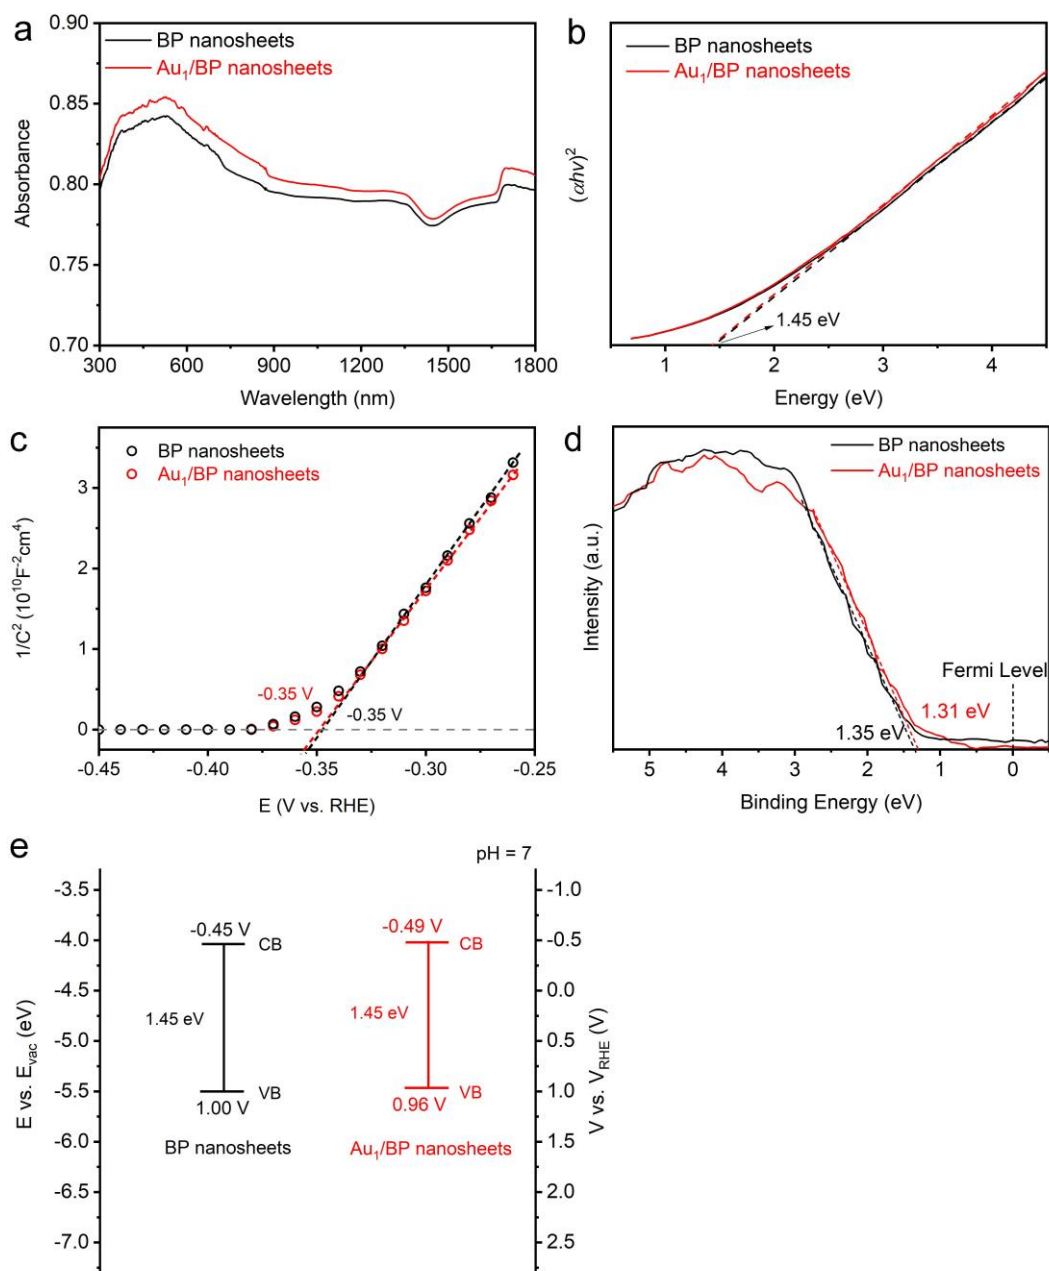 a
0.90
0.85
0.80
0.75
0.70
Absorbance
BP nanosheets
Au₁/BP nanosheets
300 600 900 1200 1500 1800
Wavelength (nm)
b
BP nanosheets
Au₁/BP nanosheets
(αhv)²
1.45 eV
1 2 3 4
Energy (eV)
c
BP nanosheets
Au₁/BP nanosheets
3
2
1
0
1/C² (10¹⁰F⁻²cm⁴)
-0.35 V
-0.35 V
-0.45 -0.40 -0.35 -0.30 -0.25
E (V vs. RHE)
d
BP nanosheets
Au₁/BP nanosheets
Intensity (a.u.)
Fermi Level
1.31 eV
1.35 eV
5 4 3 2 1 0
Binding Energy (eV)
e
pH = 7
-3.5
-4.0
-4.5
-5.0
-5.5
-6.0
-6.5
-7.0
E vs. Eᵥₐc (eV)
-0.45 V
CB
1.45 eV
VB
1.00 V
BP nanosheets
-0.49 V
CB
1.45 eV
VB
0.96 V
Au₁/BP nanosheets
-1.0
-0.5
0.0
0.5
1.0
1.5
2.0
2.5
V vs. V_RHE (V)